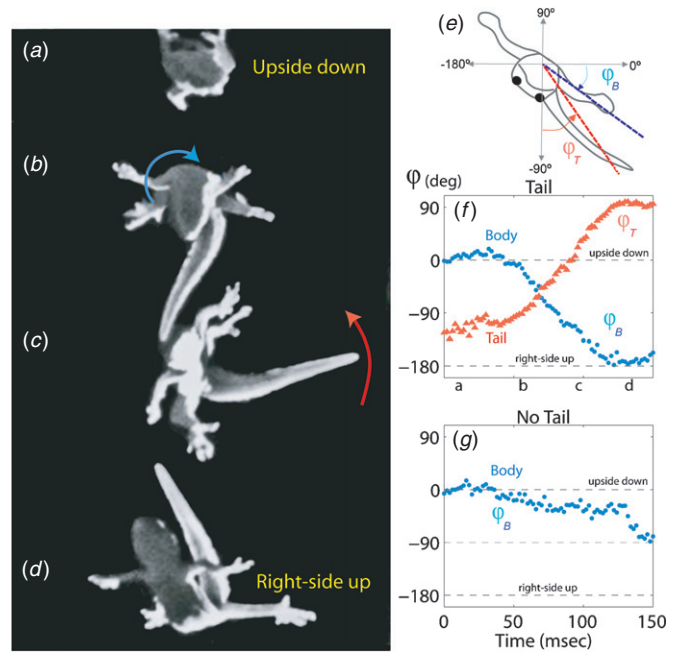 (a)
Upside down
(b)
(c)
(d)
Right-side up
(e)
90º
-180º
0º
φB
-90º
φT
Tail
φ (deg)
(f)
90
0
−90
−180
Body
φT
upside down
φB
Tail
right-side up
a b c d
No Tail
(g)
90
0
−90
−180
Body
upside down
φB
right-side up
0 50 100 150
Time (msec)